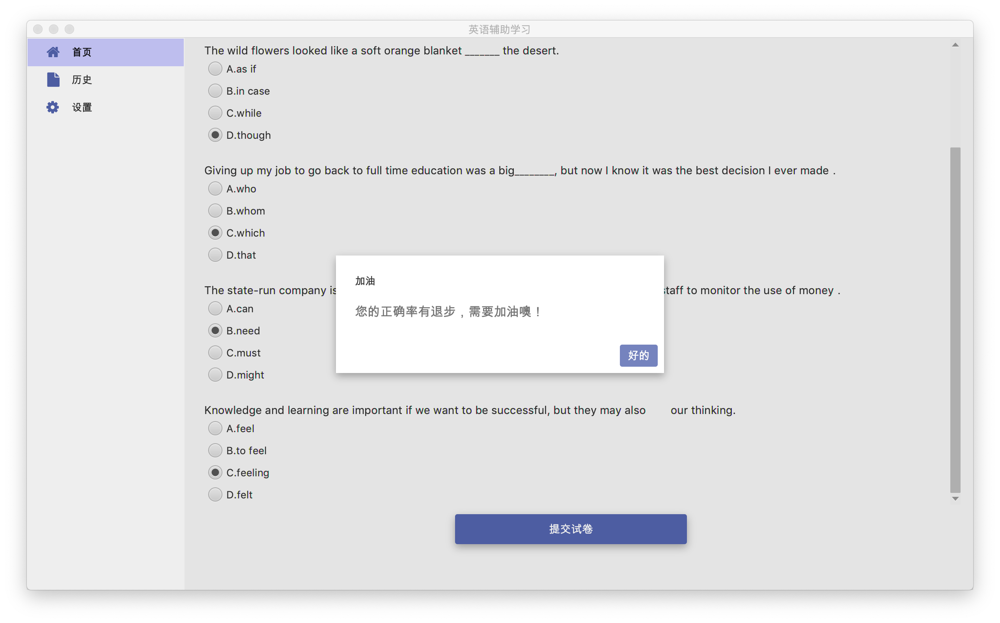 英语辅助学习
首页
历史
设置
The wild flowers looked like a soft orange blanket _______ the desert.
A.as if
B.in case
C.while
D.though
Giving up my job to go back to full time education was a big________, but now I know it was the best decision I ever made .
A.who
B.whom
C.which
D.that
The state-run company is
staff to monitor the use of money .
A.can
B.need
C.must
D.might
加油
您的正确率有退步，需要加油噢！
好的
Knowledge and learning are important if we want to be successful, but they may also our thinking.
A.feel
B.to feel
C.feeling
D.felt
提交试卷